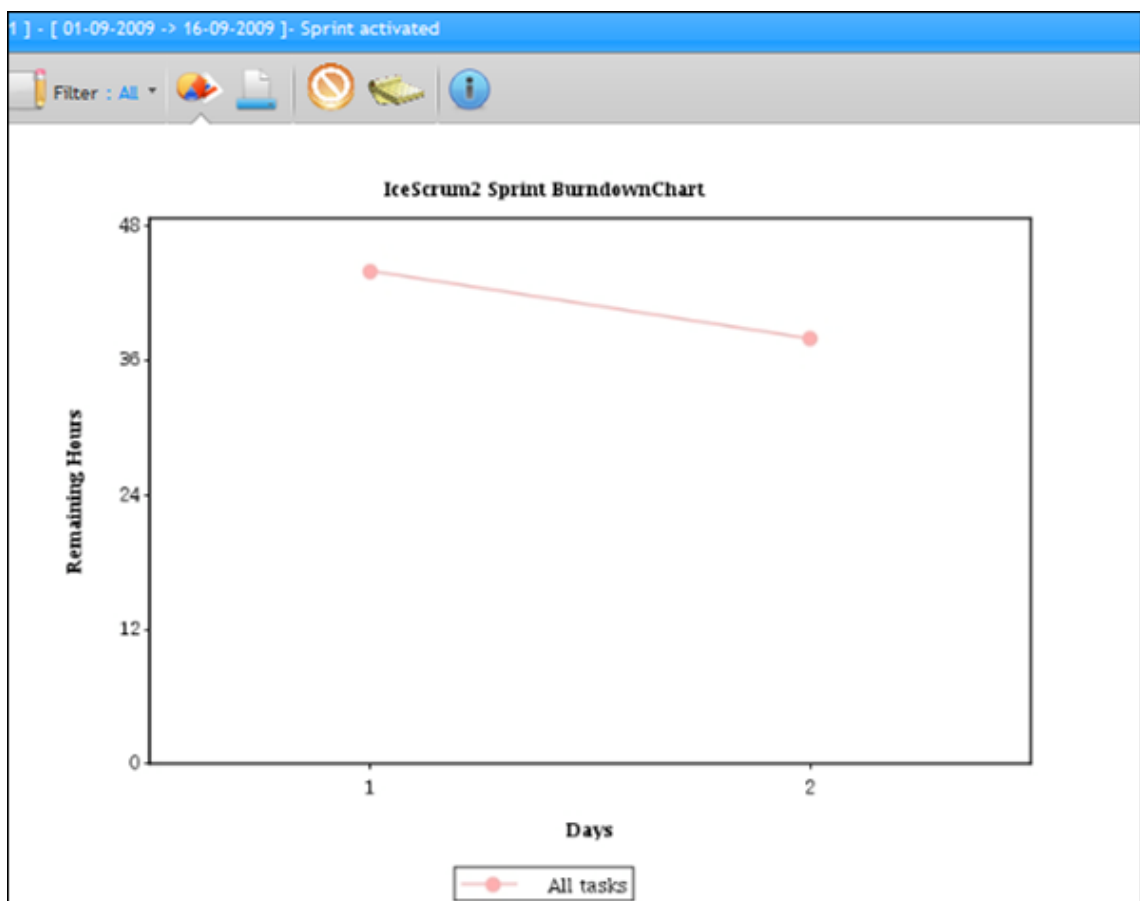 1 ] - [ 01-09-2009 -> 16-09-2009 ]- Sprint activated
Filter : All
IceScrum2 Sprint BurndownChart
48
36
24
12
0
Remaining Hours
1 2
Days
All tasks